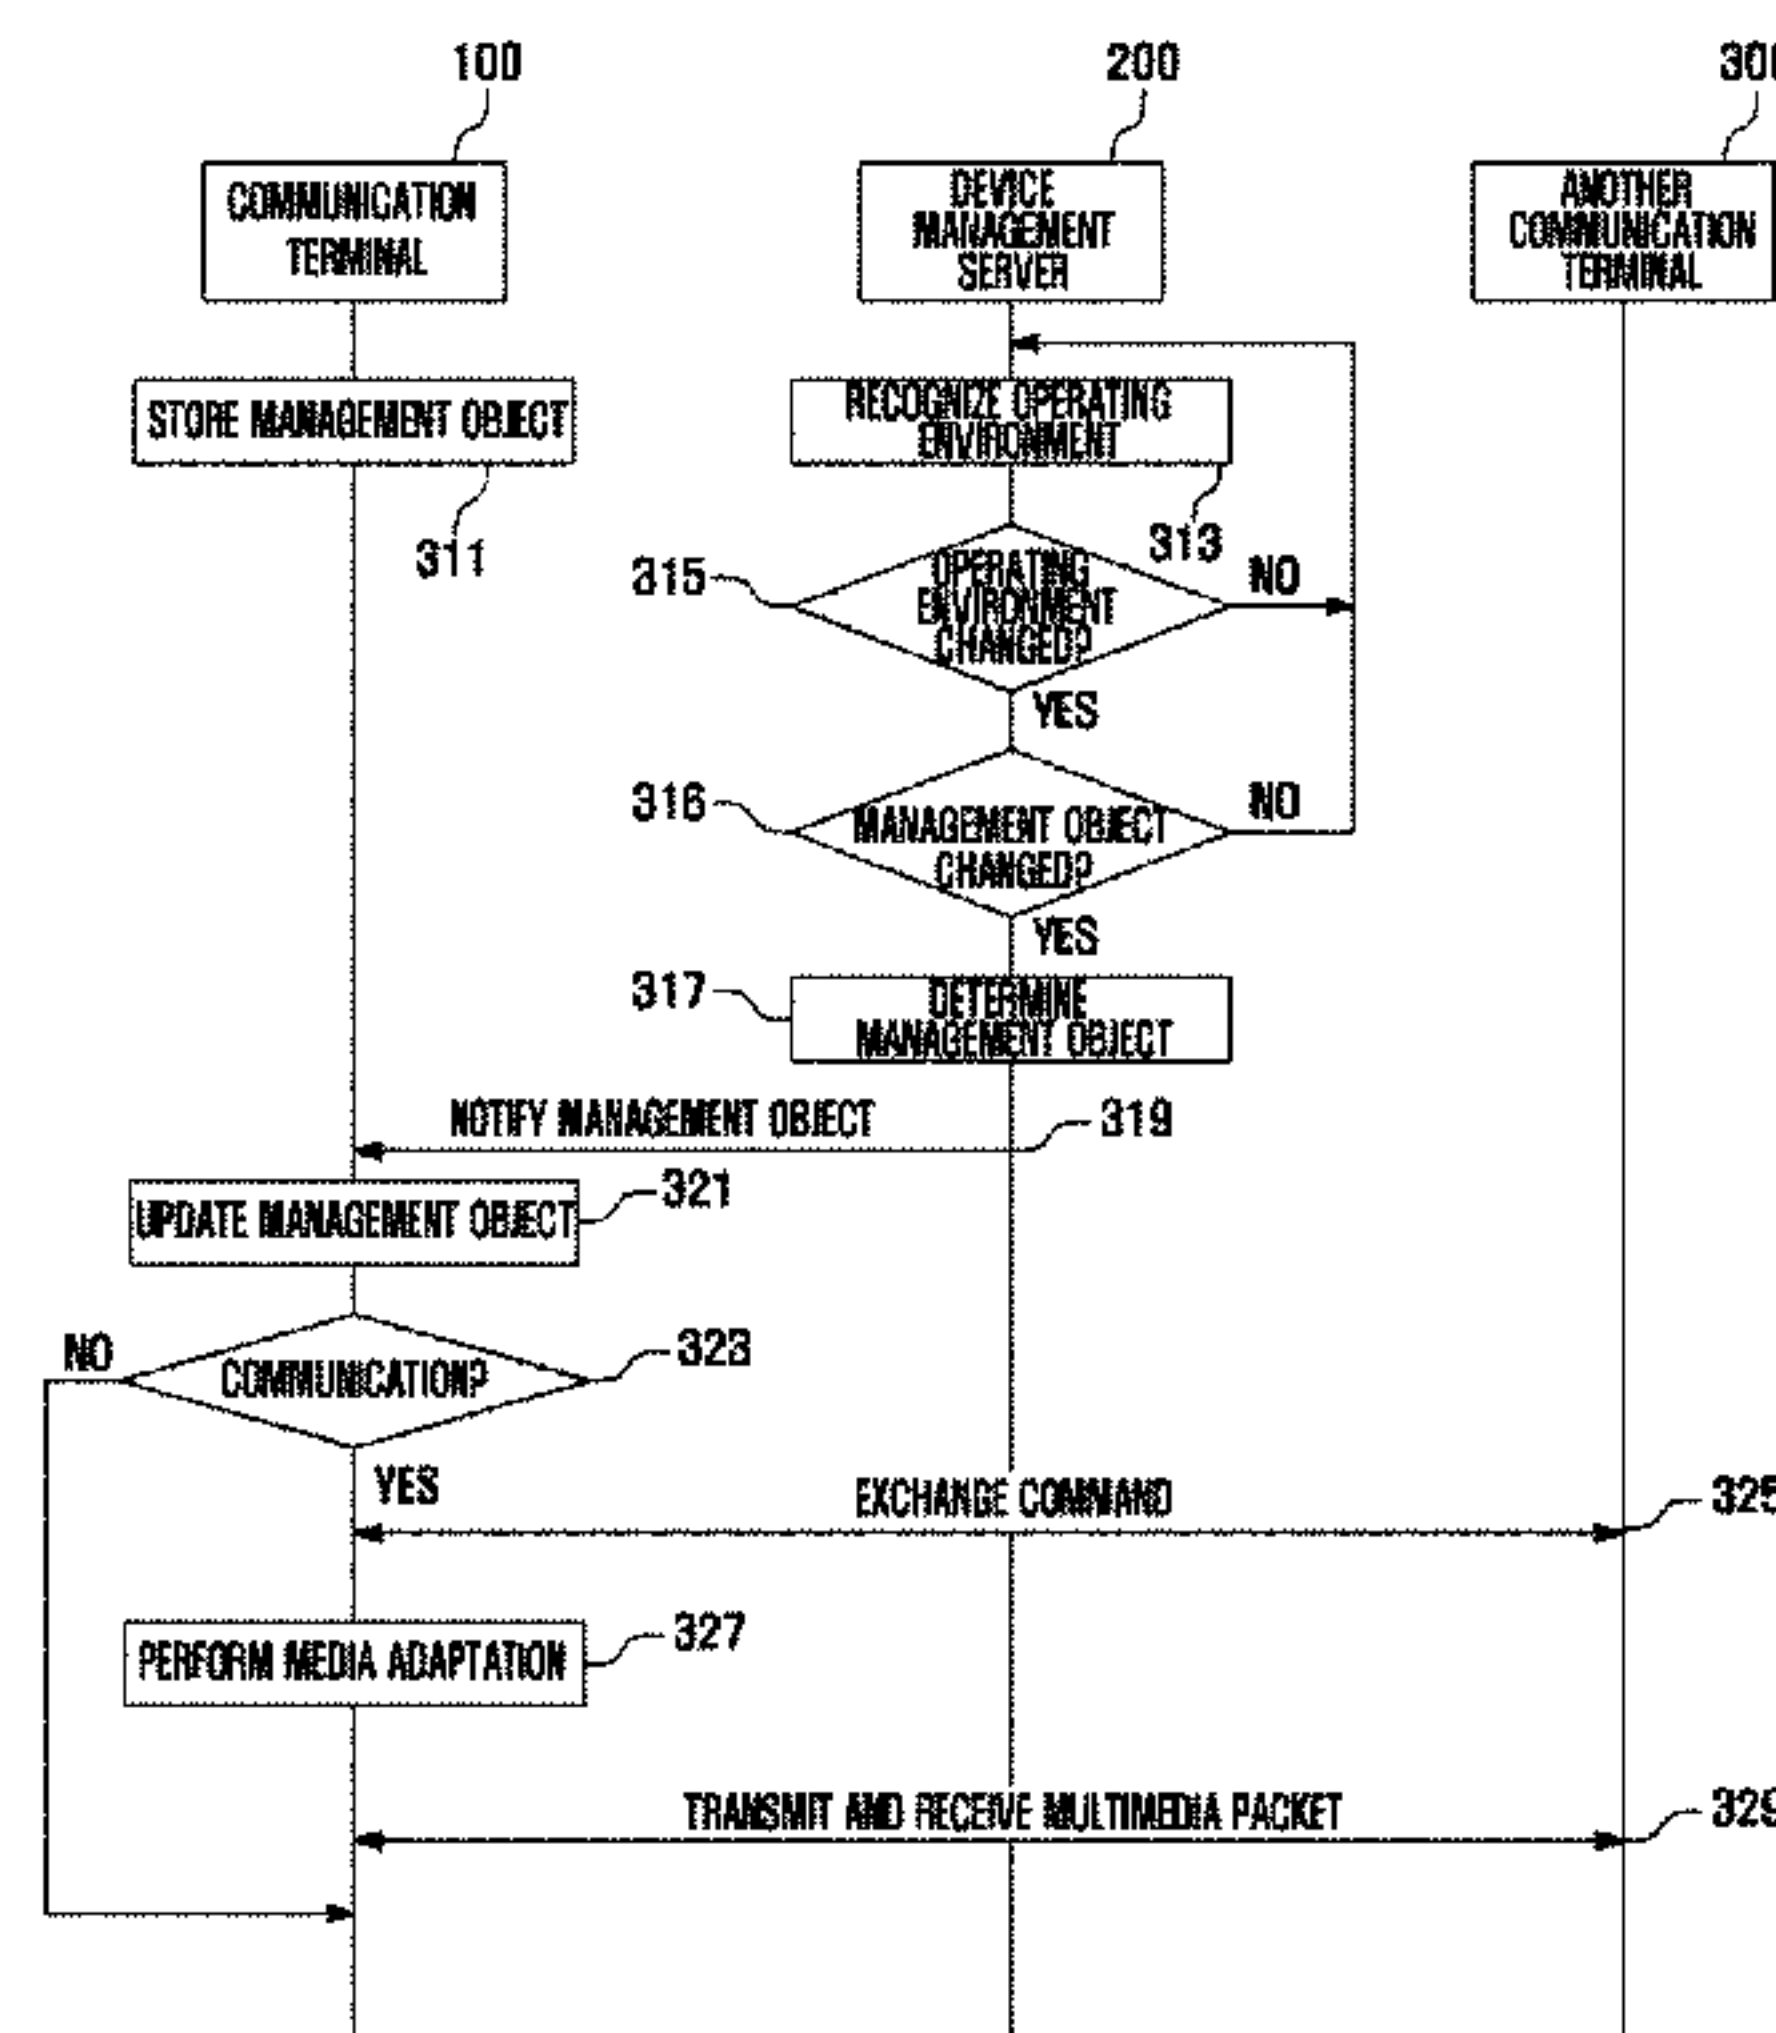 100
200
COMMUNICATION
TERMINAL
DEVICE
MANAGEMENT
SERVER
ANOTHER
COMMUNICATION
TERMINAL
STORE MANAGEMENT OBJECT
311
RECOGNIZE OPERATING
ENVIRONMENT
313
315
OPERATING
ENVIRONMENT
CHANGED?
NO
YES
316
MANAGEMENT OBJECT
CHANGED?
NO
YES
317
DETERMINE
MANAGEMENT OBJECT
NOTIFY MANAGEMENT OBJECT
319
UPDATE MANAGEMENT OBJECT
321
NO
COMMUNICATION?
323
YES
EXCHANGE COMMAND
325
PERFORM MEDIA ADAPTATION
327
TRANSMIT AND RECEIVE MULTIMEDIA PACKET
329